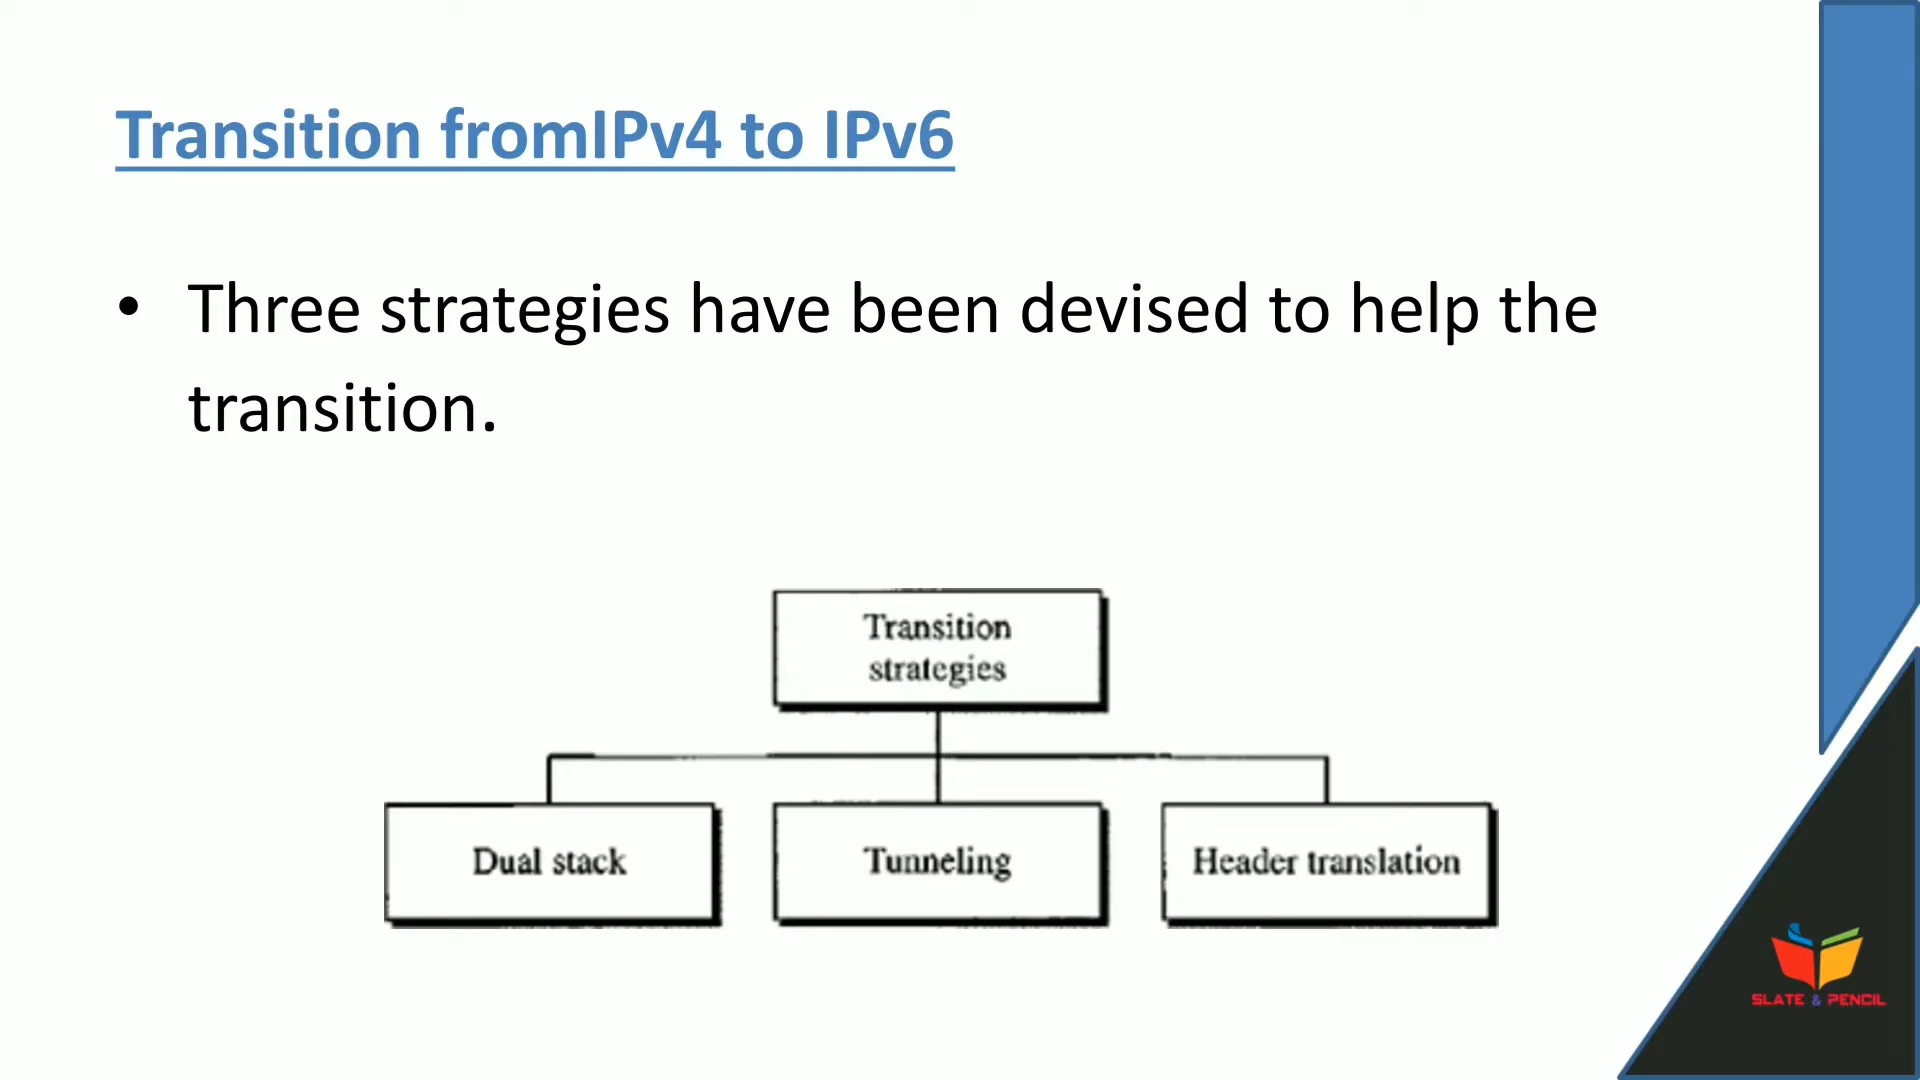 Transition fromIPv4 to IPv6
• Three strategies have been devised to help the
transition.
Transition
strategies
Dual stack
Tunneling
Header translation
SLATE & PENCIL